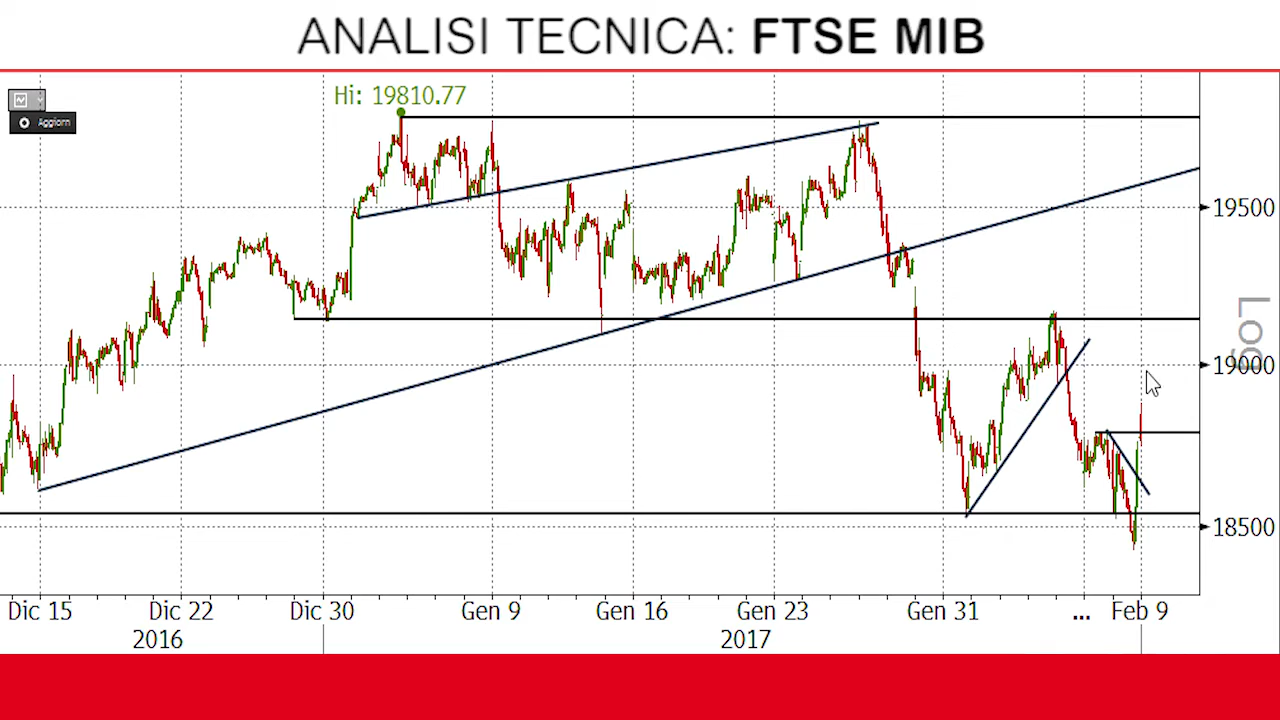 ANALISI TECNICA: FTSE MIB
Hi: 19810.77
Aggiorn
19500
Log
19000
18500
Dic 15 Dic 22 Dic 30 Gen 9 Gen 16 Gen 23 Gen 31 ... Feb 9
2016 2017